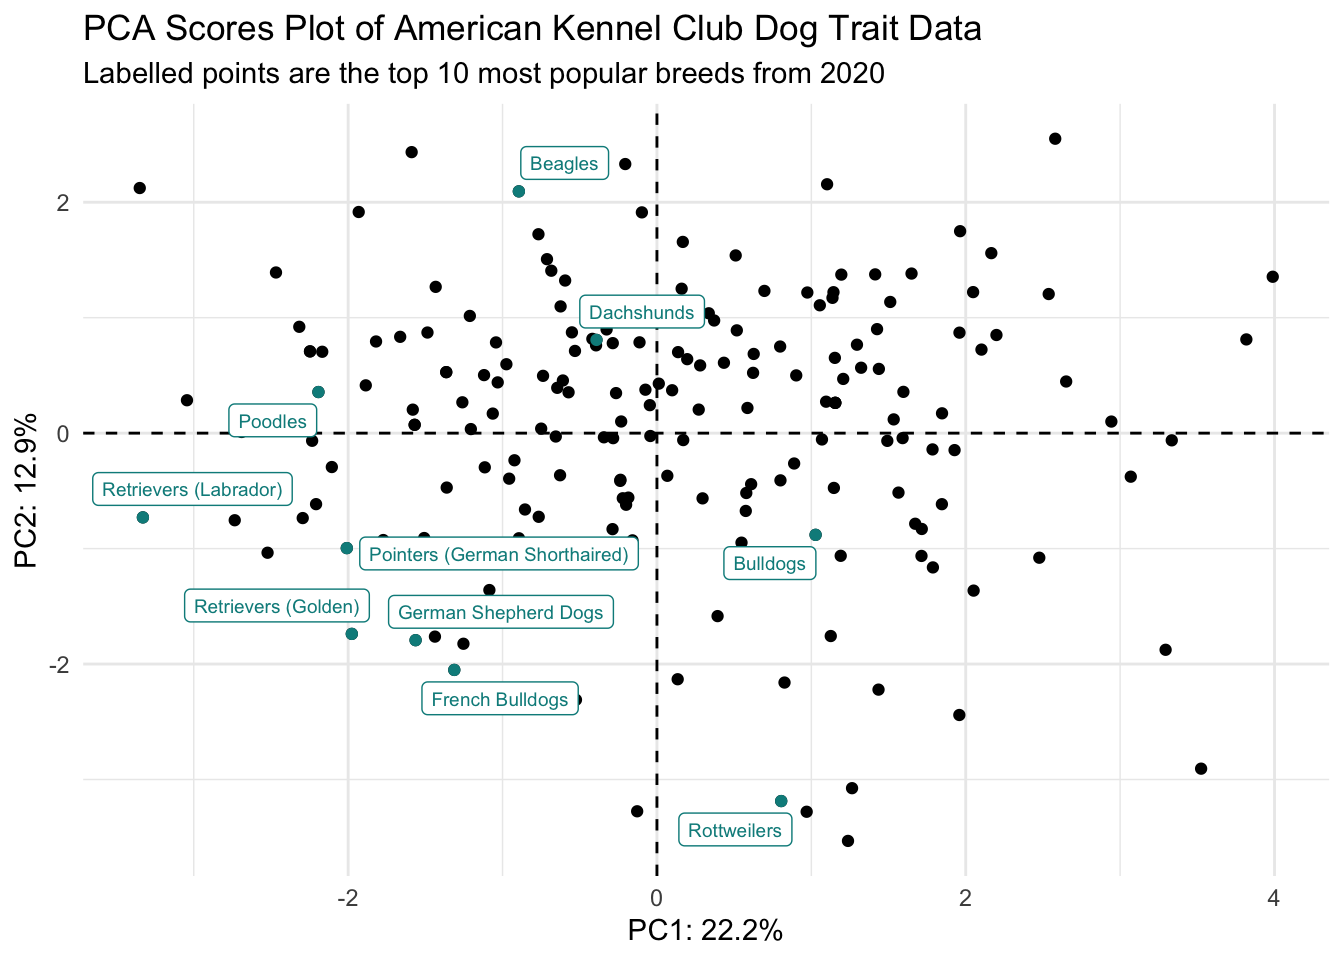 PCA Scores Plot of American Kennel Club Dog Trait Data
Labelled points are the top 10 most popular breeds from 2020
Beagles
Dachshunds
Poodles
Retrievers (Labrador)
Pointers (German Shorthaired)
Bulldogs
Retrievers (Golden)
German Shepherd Dogs
French Bulldogs
Rottweilers
2
0
-2
PC2: 12.9%
-2
0
2
4
PC1: 22.2%